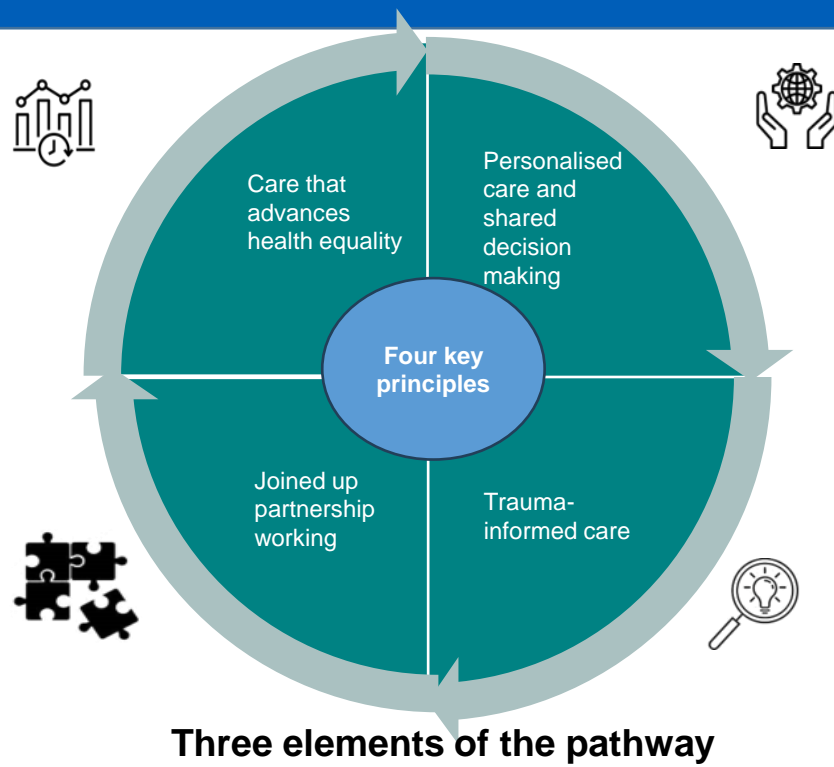 Care that
advances
health equality
Personalised
care and
shared
decision
making
Four key
principles
Joined up
partnership
working
Trauma-
informed care
Three elements of the pathway